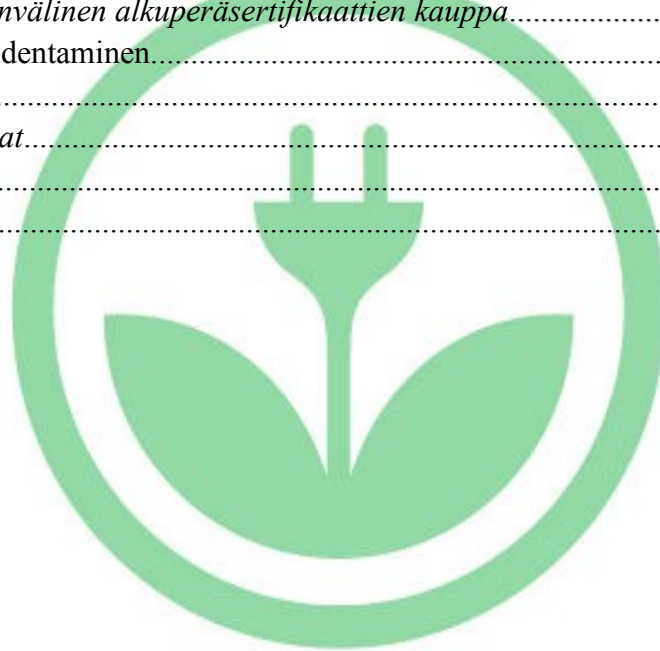 nvälinen alkuperäsertifikaattien kauppa..............................
dentaminen...............................................................................
..................................................................................................
at................................................................................................
..................................................................................................
..................................................................................................